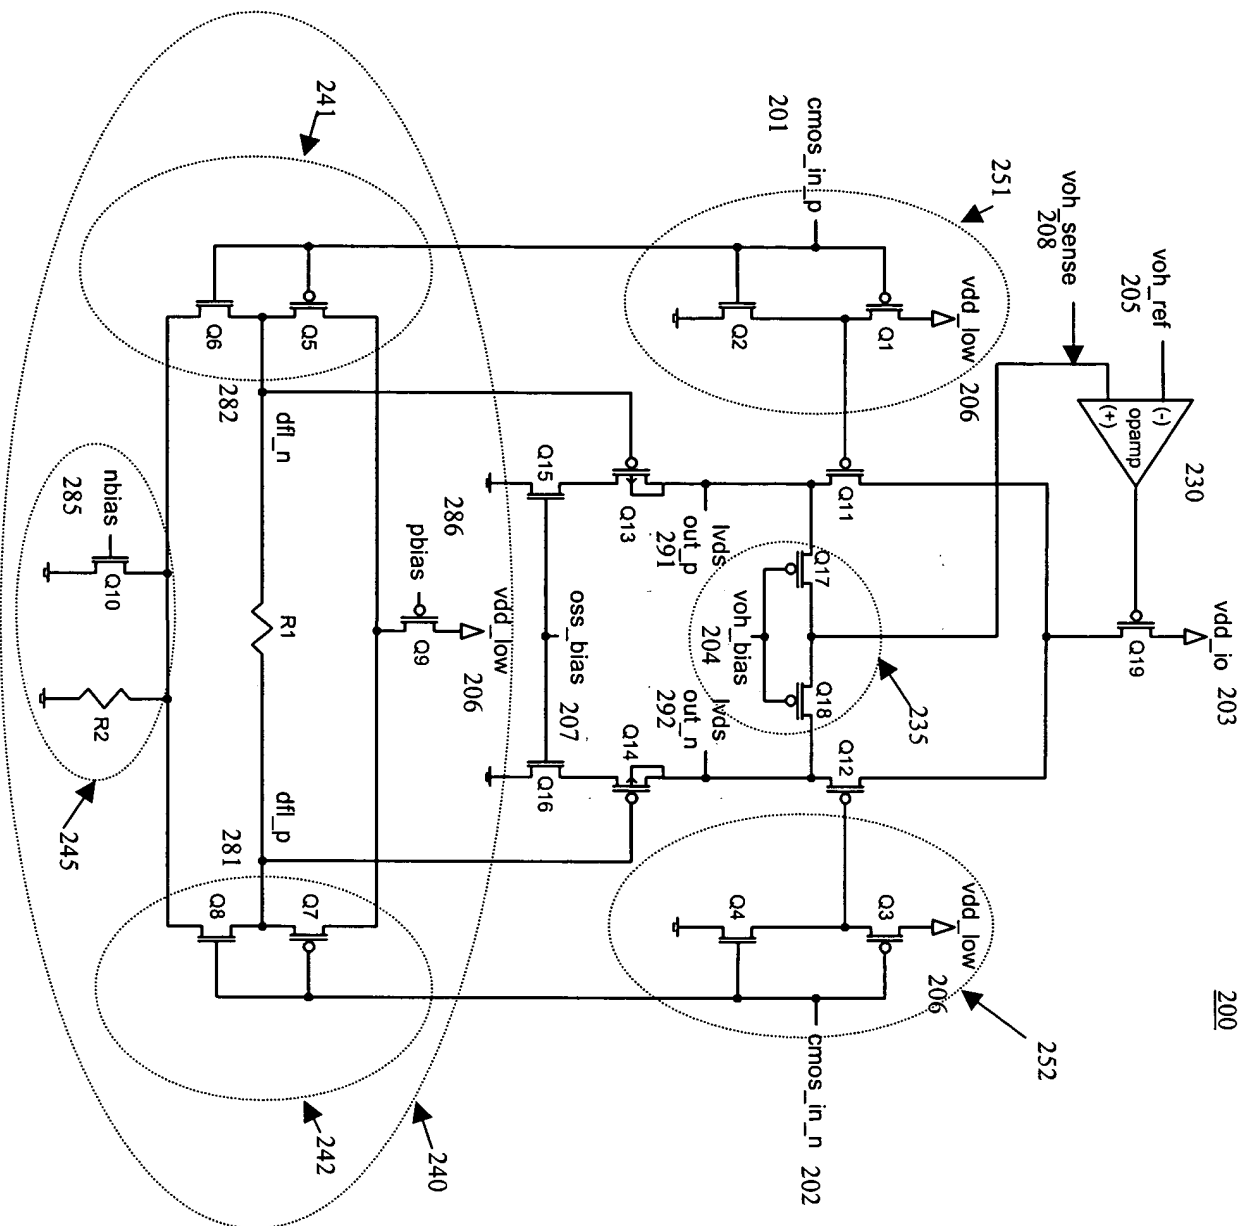 200
vdd_io 203
voh_ref
205
230
(-)
opamp
(+)
Q19
voh_sense
208
251
vdd_low
206
252
vdd_low
206
cmos_in_p
201
Q1
Q2
Q11
Q17
voh_bias
204
Q18
235
Q12
Q3
Q4
cmos_in_n 202
lvds
out_p
291
lvds
out_n
292
Q13
Q14
Q15
oss_bias
207
Q16
241
286
pbias
vdd_low
206
Q9
240
Q5
Q6
282
dfl_n
R1
dfl_p
281
Q7
Q8
242
nbias
285
Q10
R2
245